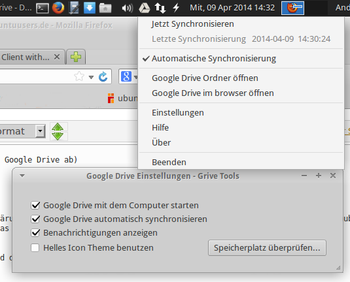 Drive - D...
Mit, 09 Apr 2014 14:32
And
untuusers.de - Mozilla Firefox
Jetzt Synchronisieren
Letzte Synchronisierung 2014-04-09 14:30:24
Client with...
Automatische Synchronisierung
Google Drive Ordner öffnen
Google Drive im browser öffnen
ubun
Einstellungen
ormat
Hilfe
Über
Google Drive ab)
Beenden
Google Drive Einstellungen - Grive Tools
Google Drive mit dem Computer starten
Google Drive automatisch synchronisieren
Benachrichtigungen anzeigen
Helles Icon Theme benutzen
Speicherplatz überprüfen...